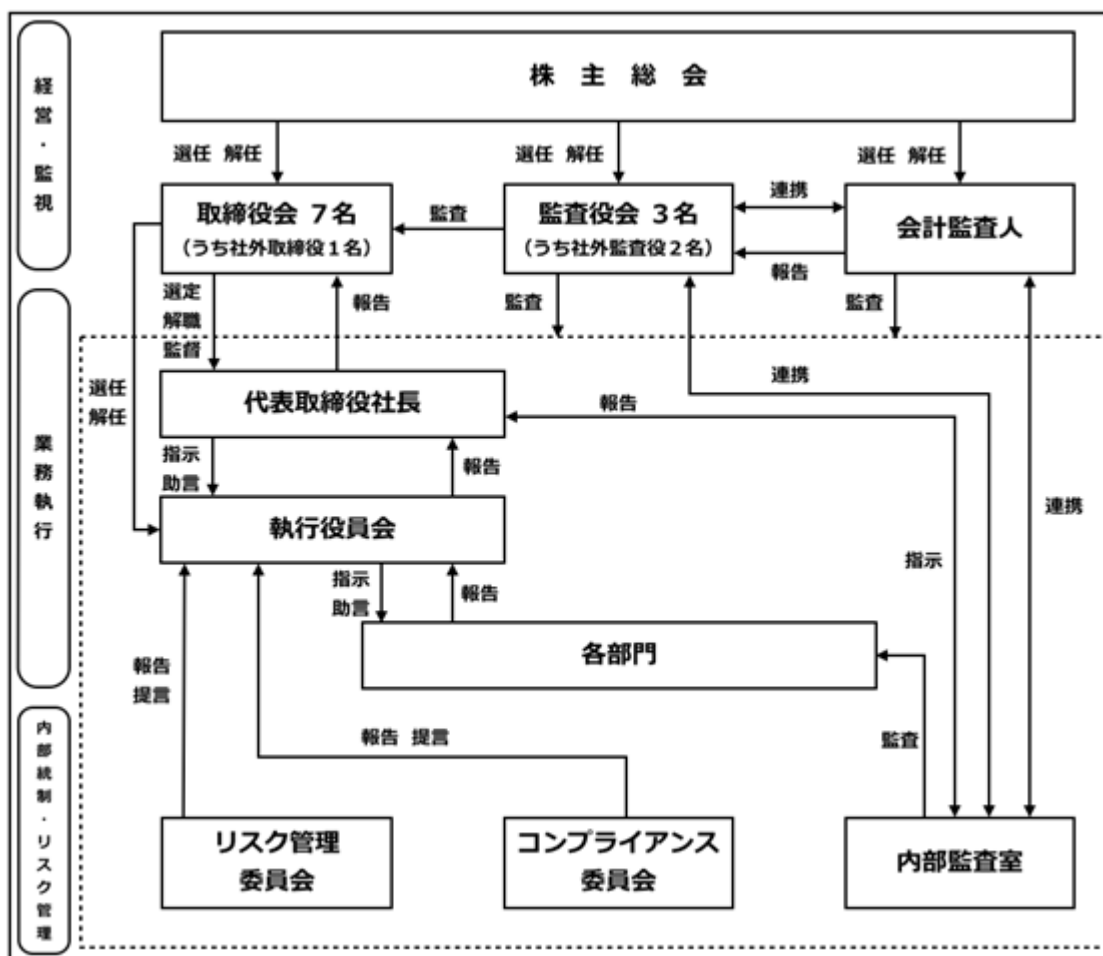 経営・監視
株主総会
選任 解任
選任 解任
選任 解任
取締役会 7名
（うち社外取締役1名）
監査
監査役会 3名
（うち社外監査役2名）
連携
報告
会計監査人
選定
解職
監督
報告
監査
監査
業務執行
選任
解任
代表取締役社長
報告
連携
指示
助言
報告
執行役員会
連携
指示
指示
助言
報告
各部門
報告
提言
報告 提言
監査
内部統制・リスク管理
リスク管理
委員会
コンプライアンス
委員会
内部監査室